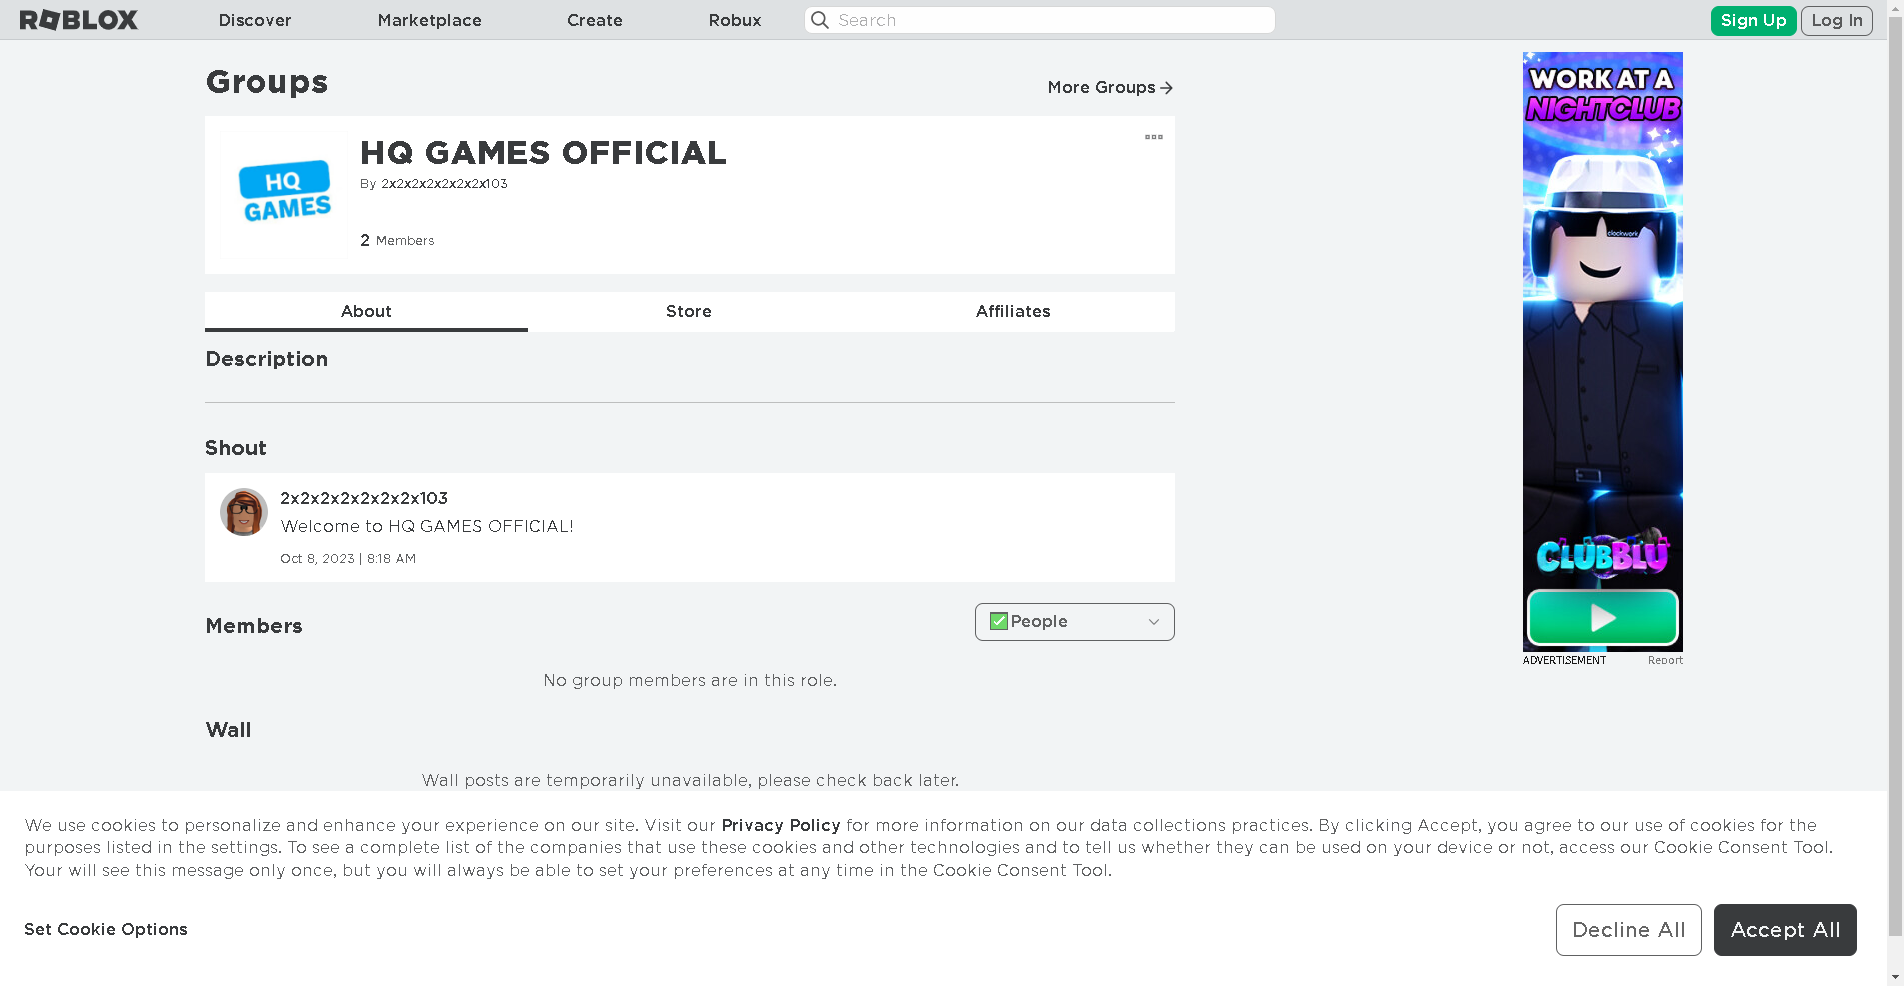 ROBLOX
Discover
Marketplace
Create
Robux
Search
Sign Up
Log In
Groups
More Groups
HQ
GAMES
HQ GAMES OFFICIAL
By 2x2x2x2x2x2x2x103
2 Members
About
Store
Affiliates
Description
Shout
2x2x2x2x2x2x2x103
Welcome to HQ GAMES OFFICIAL!
Oct 8, 2023 | 8:18 AM
Members
✅People
No group members are in this role.
Wall
Wall posts are temporarily unavailable, please check back later.
WORK AT A
NIGHTCLUB
clockwork
CLUBBLU
ADVERTISEMENT
Report
We use cookies to personalize and enhance your experience on our site. Visit our Privacy Policy for more information on our data collections practices. By clicking Accept, you agree to our use of cookies for the
purposes listed in the settings. To see a complete list of the companies that use these cookies and other technologies and to tell us whether they can be used on your device or not, access our Cookie Consent Tool.
Your will see this message only once, but you will always be able to set your preferences at any time in the Cookie Consent Tool.
Set Cookie Options
Decline All
Accept All